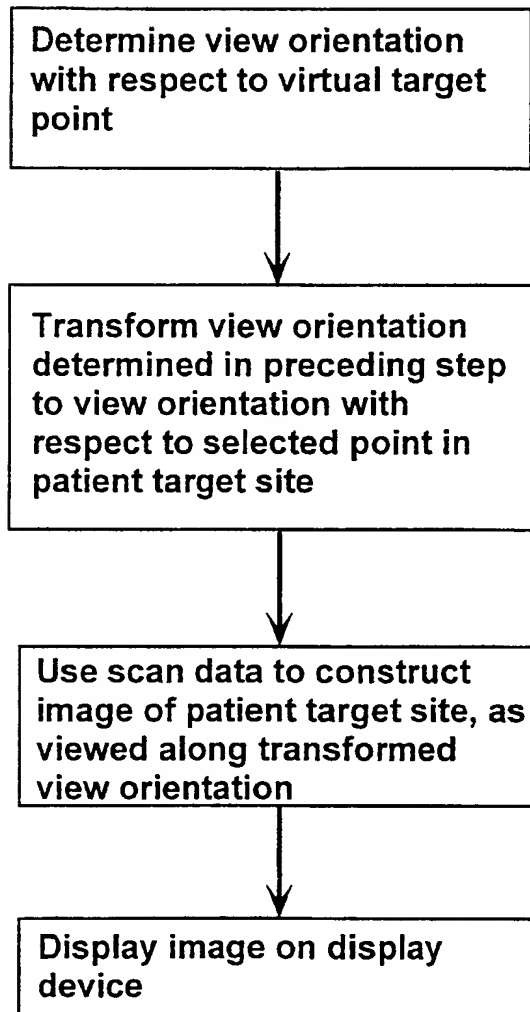 Determine view orientation
with respect to virtual target
point
Transform view orientation
determined in preceding step
to view orientation with
respect to selected point in
patient target site
Use scan data to construct
image of patient target site, as
viewed along transformed
view orientation
Display image on display
device